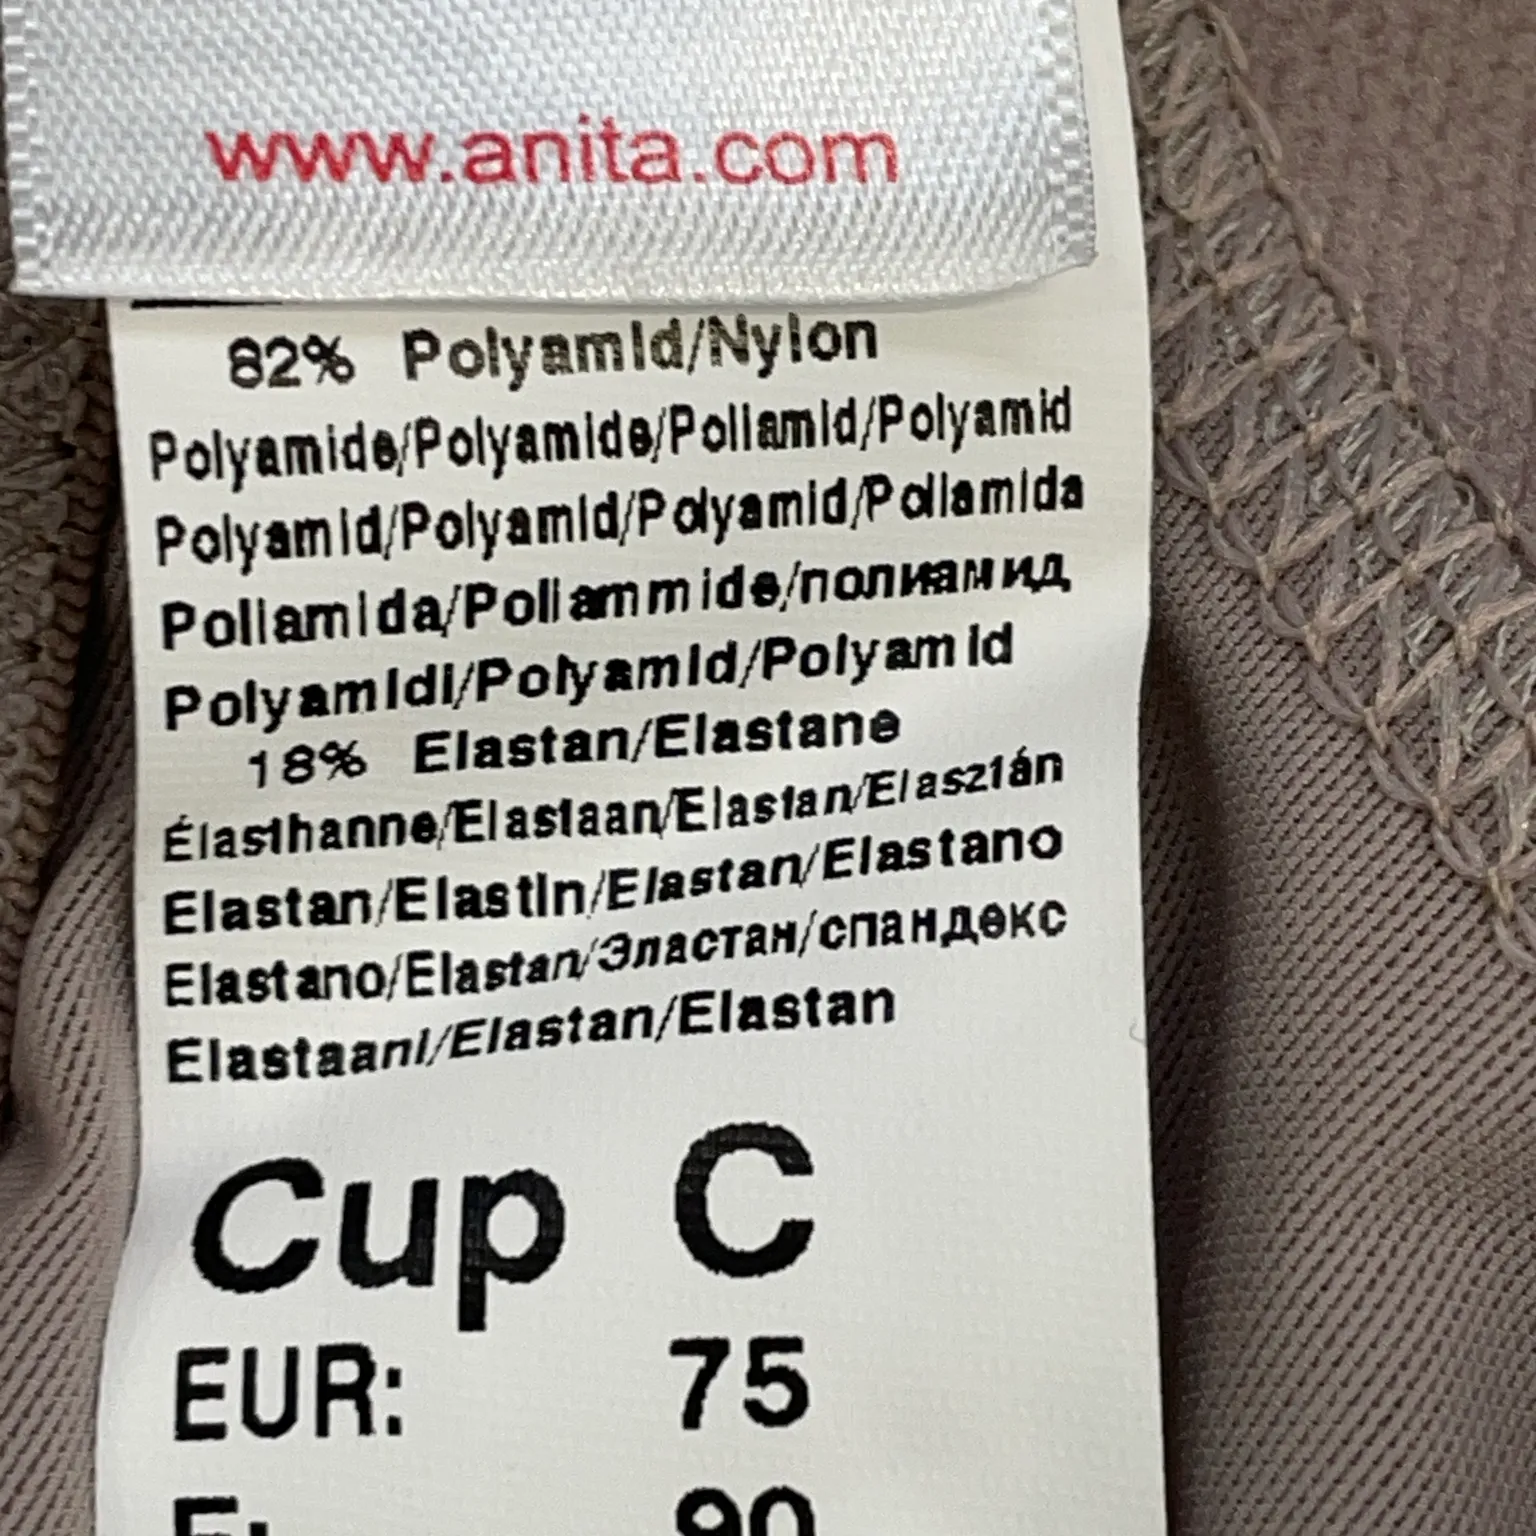 www.anita.com
82% Polyamid/Nylon
Polyamide/Polyamide/Poliamid/Polyamid
Polyamid/Polyamid/Polyamid/Poliamida
Poliamida/Poliammide/полиамид
Polyamidi/Polyamid/Polyamid
18% Elastan/Elastane
Élasthanne/Elastaan/Elastan/Elasztán
Elastan/Elastin/Elastan/Elastano
Elastano/Elastan/Эластан/спандекс
Elastaani/Elastan/Elastan
Cup C
EUR: 75
F: 90